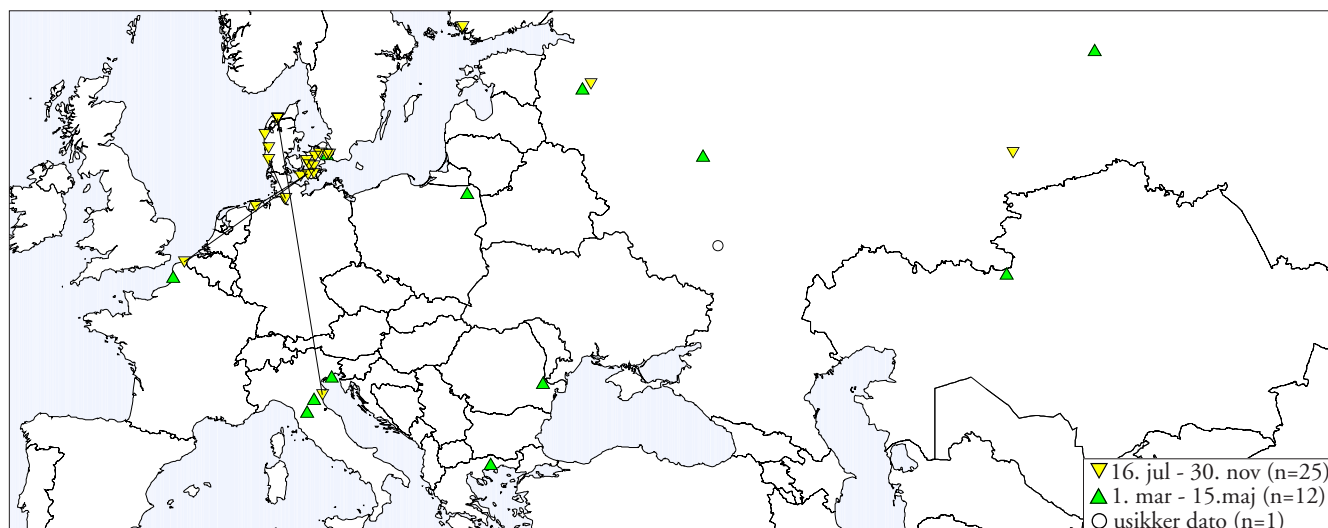 16. jul - 30. nov (n=25)
1. mar - 15.maj (n=12)
usikker dato (n=1)